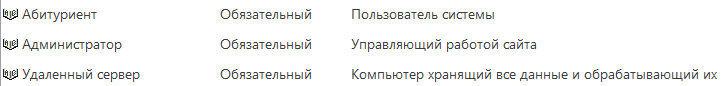 Абитуриент Обязательный Пользователь системы
Администратор Обязательный Управляющий работой сайта
Удаленный сервер Обязательный Компьютер хранящий все данные и обрабатывающий их